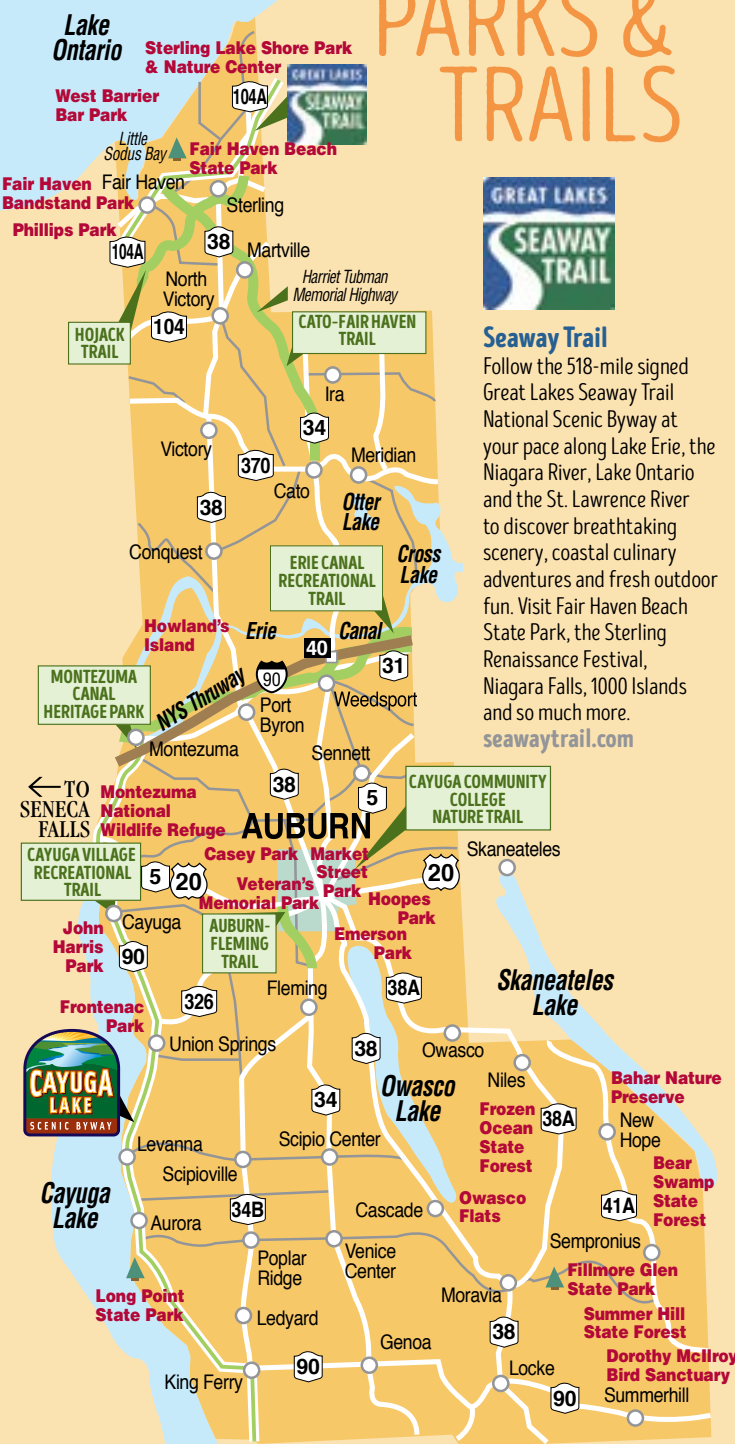 PARKS &
TRAILS
Lake
Ontario
Sterling Lake Shore Park
& Nature Center
GREAT LAKES
SEAWAY
TRAIL
104A
West Barrier
Bar Park
Little
Sodus Bay
Fair Haven Beach
State Park
Fair Haven
Bandstand Park
Fair Haven
Sterling
Phillips Park
104A
38
Martville
North
Victory
Harriet Tubman
Memorial Highway
HOJACK
TRAIL
104
CATO-FAIR HAVEN
TRAIL
Ira
34
Victory
370
Meridian
Cato
38
Otter
Lake
Conquest
Cross
Lake
ERIE CANAL
RECREATIONAL
TRAIL
Howland's
Island
Erie
Canal
40
31
90
NYS Thruway
MONTEZUMA
CANAL
HERITAGE PARK
Weedsport
Port
Byron
Montezuma
Sennett
38
5
CAYUGA COMMUNITY
COLLEGE
NATURE TRAIL
← TO
SENECA
FALLS
Montezuma
National
Wildlife Refuge
AUBURN
Skaneateles
CAYUGA VILLAGE
RECREATIONAL
TRAIL
5
20
Casey Park
Market
Street
Park
20
Veteran's
Memorial Park
Hoopes
Park
Cayuga
AUBURN-
FLEMING
TRAIL
Emerson
Park
John
Harris
Park
90
Skaneateles
Lake
Fleming
38A
326
Frontenac
Park
Union Springs
38
Owasco
Niles
CAYUGA
LAKE
SCENIC BYWAY
Owasco
Lake
34
Bahar Nature
Preserve
Frozen
Ocean
State
Forest
38A
New
Hope
Levanna
Scipio Center
Scipioville
Bear
Swamp
State
Forest
Cayuga
Lake
Owasco
Flats
41A
34B
Cascade
Aurora
Sempronius
Poplar
Ridge
Venice
Center
Fillmore Glen
State Park
Moravia
Long Point
State Park
Summer Hill
State Forest
Ledyard
38
Genoa
Dorothy McIlroy
Bird Sanctuary
King Ferry
90
Locke
90
Summerhill
GREAT LAKES
SEAWAY
TRAIL
Seaway Trail
Follow the 518-mile signed
Great Lakes Seaway Trail
National Scenic Byway at
your pace along Lake Erie, the
Niagara River, Lake Ontario
and the St. Lawrence River
to discover breathtaking
scenery, coastal culinary
adventures and fresh outdoor
fun. Visit Fair Haven Beach
State Park, the Sterling
Renaissance Festival,
Niagara Falls, 1000 Islands
and so much more.
seawaytrail.com